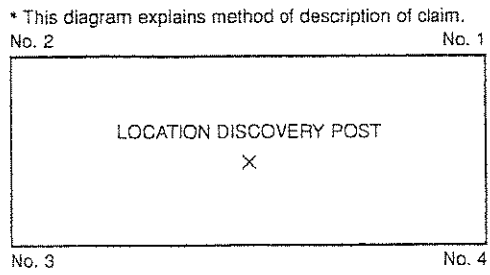 * This diagram explains method of description of claim.
No. 2 No. 1
LOCATION DISCOVERY POST
X
No. 3 No. 4